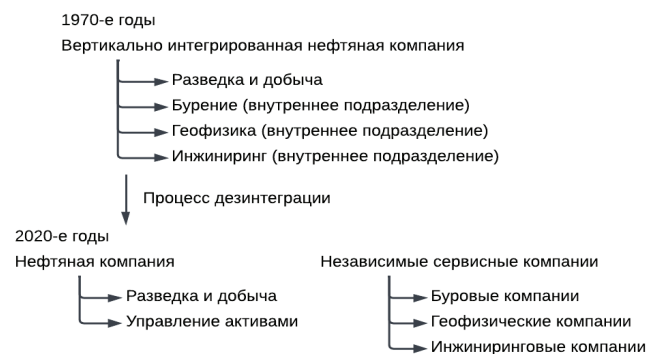 1970-е годы
Вертикально интегрированная нефтяная компания
Разведка и добыча
Бурение (внутреннее подразделение)
Геофизика (внутреннее подразделение)
Инжиниринг (внутреннее подразделение)
Процесс дезинтеграции
2020-е годы
Нефтяная компания
Разведка и добыча
Управление активами
Независимые сервисные компании
Буровые компании
Геофизические компании
Инжиниринговые компании